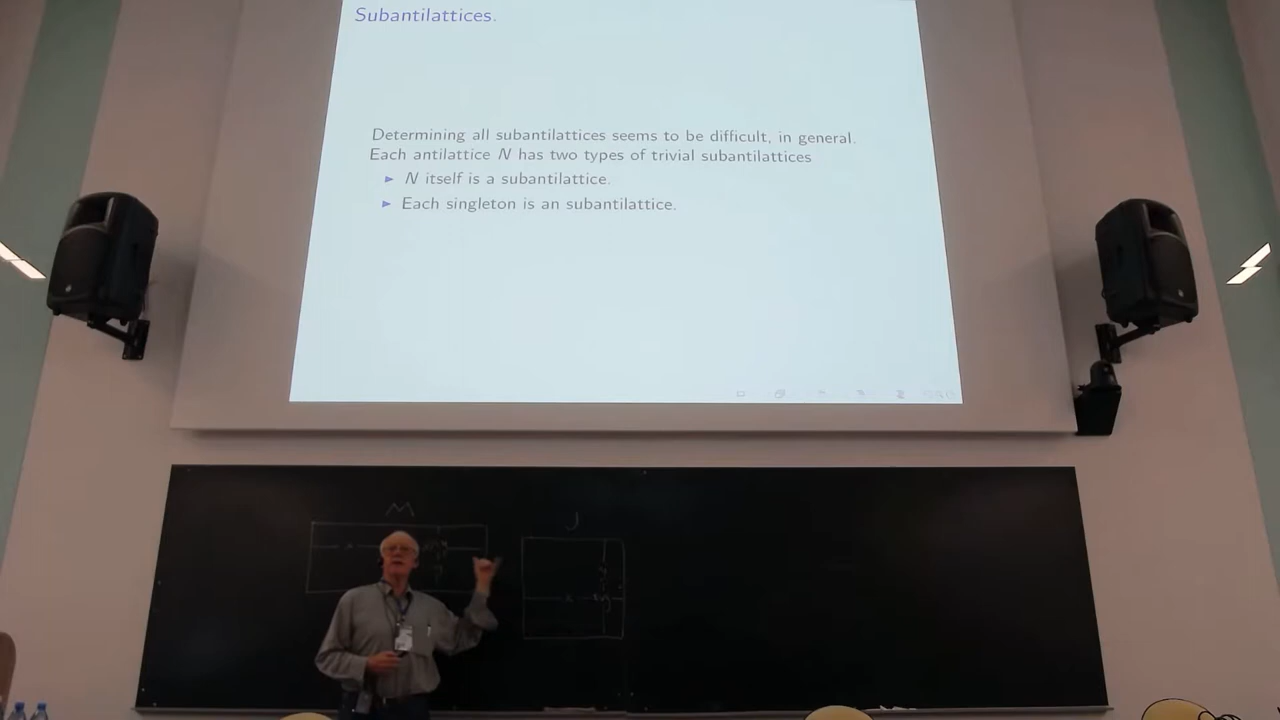 Subantilattices.
Determining all subantilattices seems to be difficult, in general.
Each antilattice N has two types of trivial subantilattices
► N itself is a subantilattice.
► Each singleton is an subantilattice.
M
J